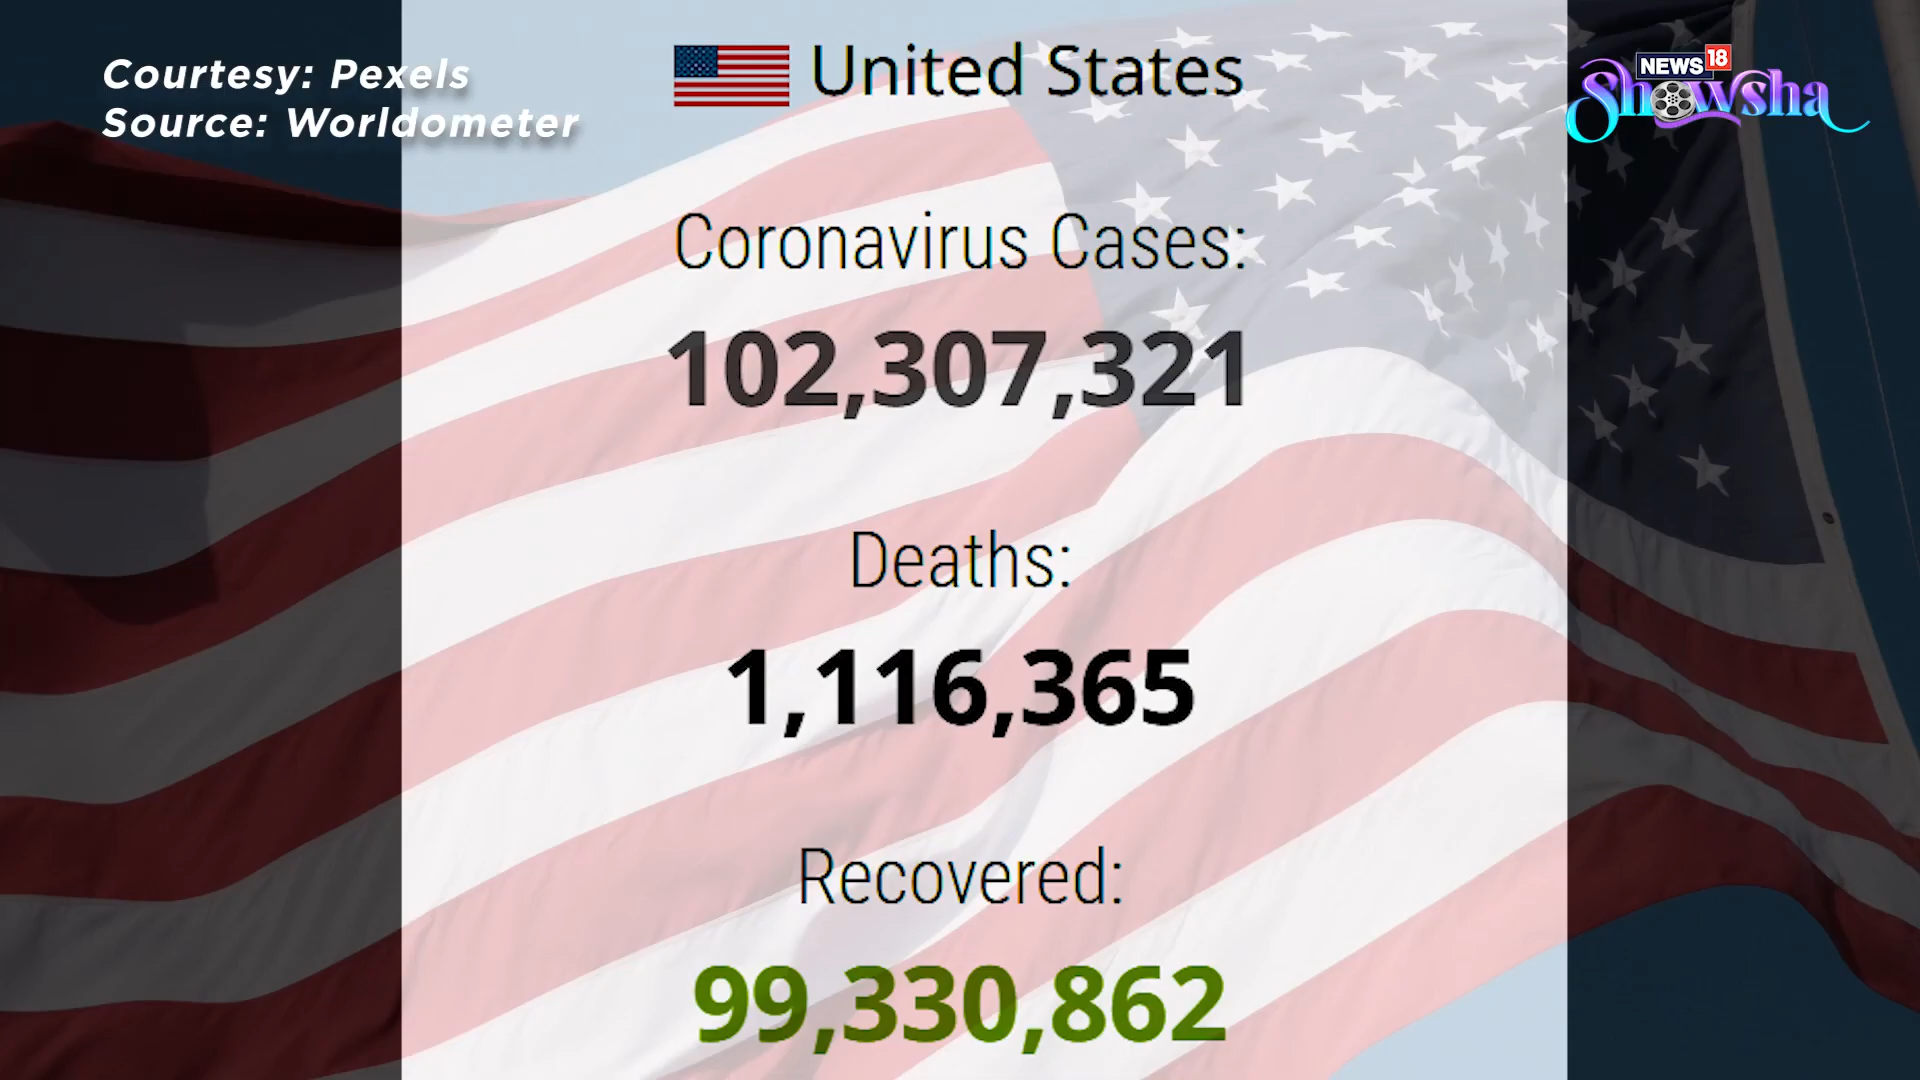 Courtesy: Pexels
Source: Worldometer
United States
NEWS 18
Showsha
Coronavirus Cases:
102,307,321
Deaths:
1,116,365
Recovered:
99,330,862